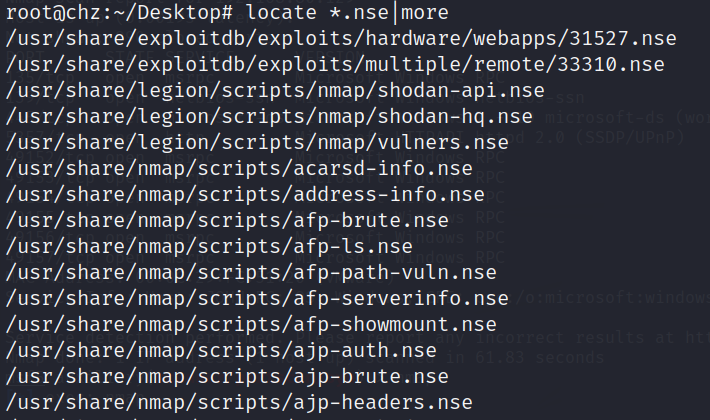 root@chz:~/Desktop# locate *.nse|more
/usr/share/exploitdb/exploits/hardware/webapps/31527.nse
/usr/share/exploitdb/exploits/multiple/remote/33310.nse
/usr/share/legion/scripts/nmap/shodan-api.nse
/usr/share/legion/scripts/nmap/shodan-hq.nse
/usr/share/legion/scripts/nmap/vulners.nse
/usr/share/nmap/scripts/acarsd-info.nse
/usr/share/nmap/scripts/address-info.nse
/usr/share/nmap/scripts/afp-brute.nse
/usr/share/nmap/scripts/afp-ls.nse
/usr/share/nmap/scripts/afp-path-vuln.nse
/usr/share/nmap/scripts/afp-serverinfo.nse
/usr/share/nmap/scripts/afp-showmount.nse
/usr/share/nmap/scripts/ajp-auth.nse
/usr/share/nmap/scripts/ajp-brute.nse
/usr/share/nmap/scripts/ajp-headers.nse